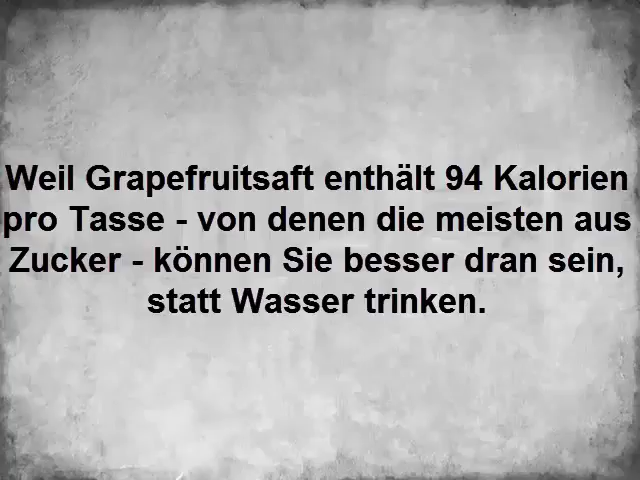 Weil Grapefruitsaft enthält 94 Kalorien
pro Tasse - von denen die meisten aus
Zucker - können Sie besser dran sein,
statt Wasser trinken.